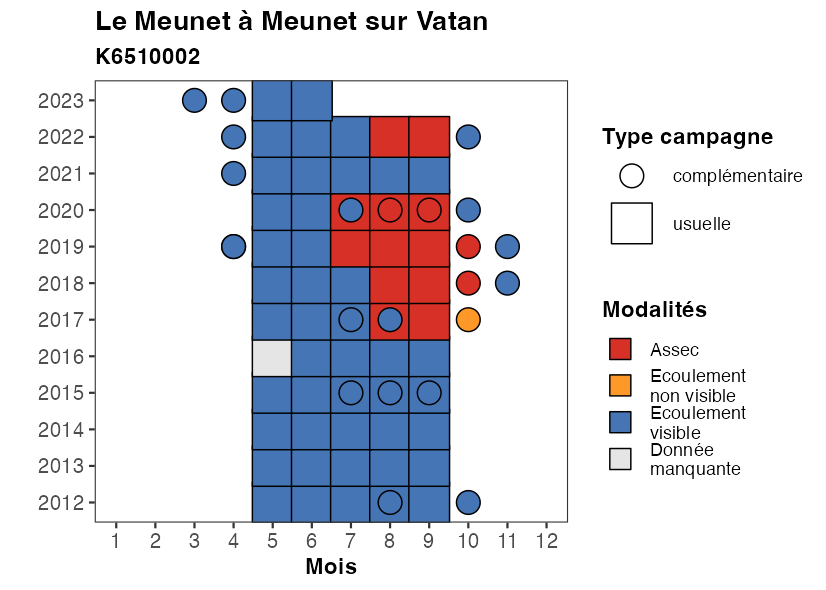 Le Meunet à Meunet sur Vatan
K6510002
2023
2022
2021
2020
2019
2018
2017
2016
2015
2014
2013
2012
1 2 3 4 5 6 7 8 9 10 11 12
Mois
Type campagne
complémentaire
usuelle
Modalités
Assec
Ecoulement
non visible
Ecoulement
visible
Donnée
manquante